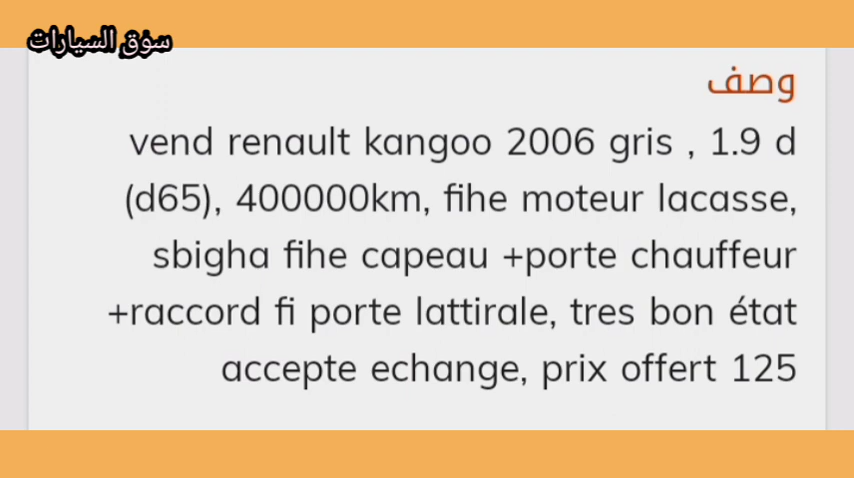 سوق السيارات
وصف
vend renault kangoo 2006 gris , 1.9 d
(d65), 400000km, fihe moteur lacasse,
sbigha fihe capeau +porte chauffeur
+raccord fi porte lattirale, tres bon état
accepte echange, prix offert 125